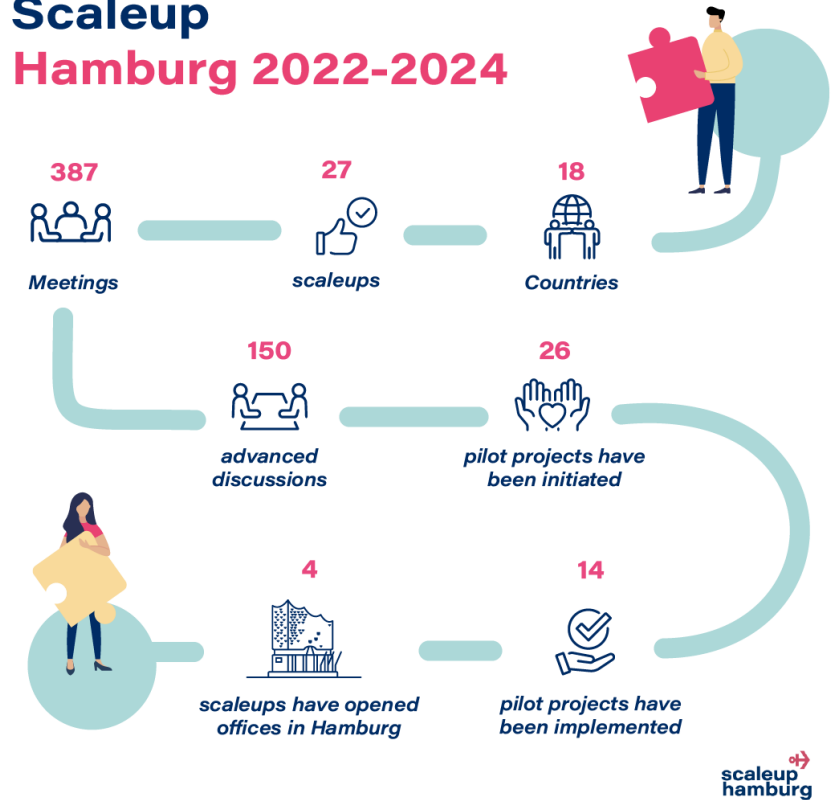 Scaleup
Hamburg 2022-2024
387
Meetings
27
scaleups
18
Countries
150
advanced
discussions
26
pilot projects have
been initiated
4
scaleups have opened
offices in Hamburg
14
pilot projects have
been implemented
scaleup
hamburg